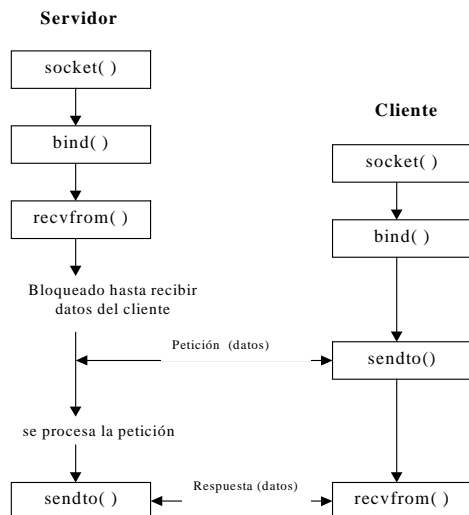 Servidor
socket( )
bind( )
recvfrom( )
Bloqueado hasta recibir
datos del cliente
se procesa la petición
sendto( )
Cliente
socket( )
bind( )
Petición (datos)
sendto()
Respuesta (datos)
recvfrom( )